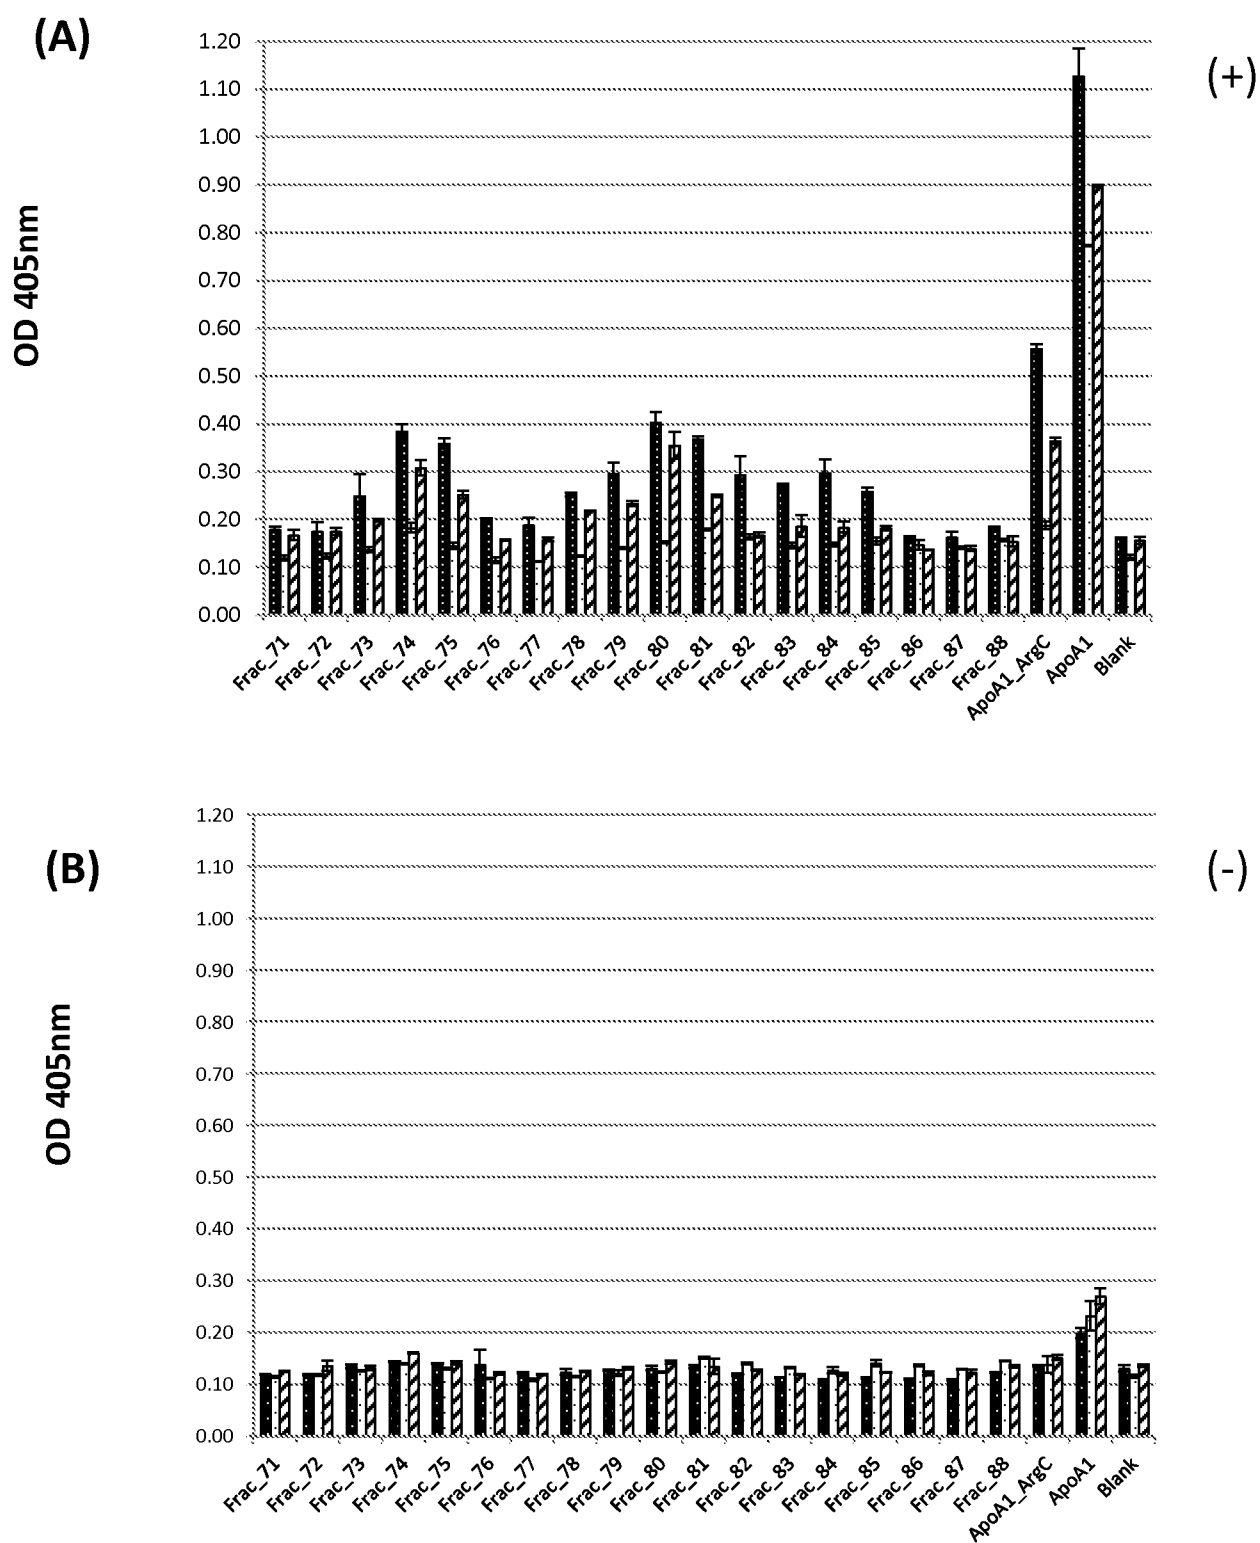 (A)
(+)
OD 405nm
1.20
1.10
1.00
0.90
0.80
0.70
0.60
0.50
0.40
0.30
0.20
0.10
0.00
Frac_71
Frac_72
Frac_73
Frac_74
Frac_75
Frac_76
Frac_77
Frac_78
Frac_79
Frac_80
Frac_81
Frac_82
Frac_83
Frac_84
Frac_85
Frac_86
Frac_87
Frac_88
ApoA1_ArgC
ApoA1
Blank
(B)
(-)
OD 405nm
1.20
1.10
1.00
0.90
0.80
0.70
0.60
0.50
0.40
0.30
0.20
0.10
0.00
Frac_71
Frac_72
Frac_73
Frac_74
Frac_75
Frac_76
Frac_77
Frac_78
Frac_79
Frac_80
Frac_81
Frac_82
Frac_83
Frac_84
Frac_85
Frac_86
Frac_87
Frac_88
ApoA1_ArgC
ApoA1
Blank